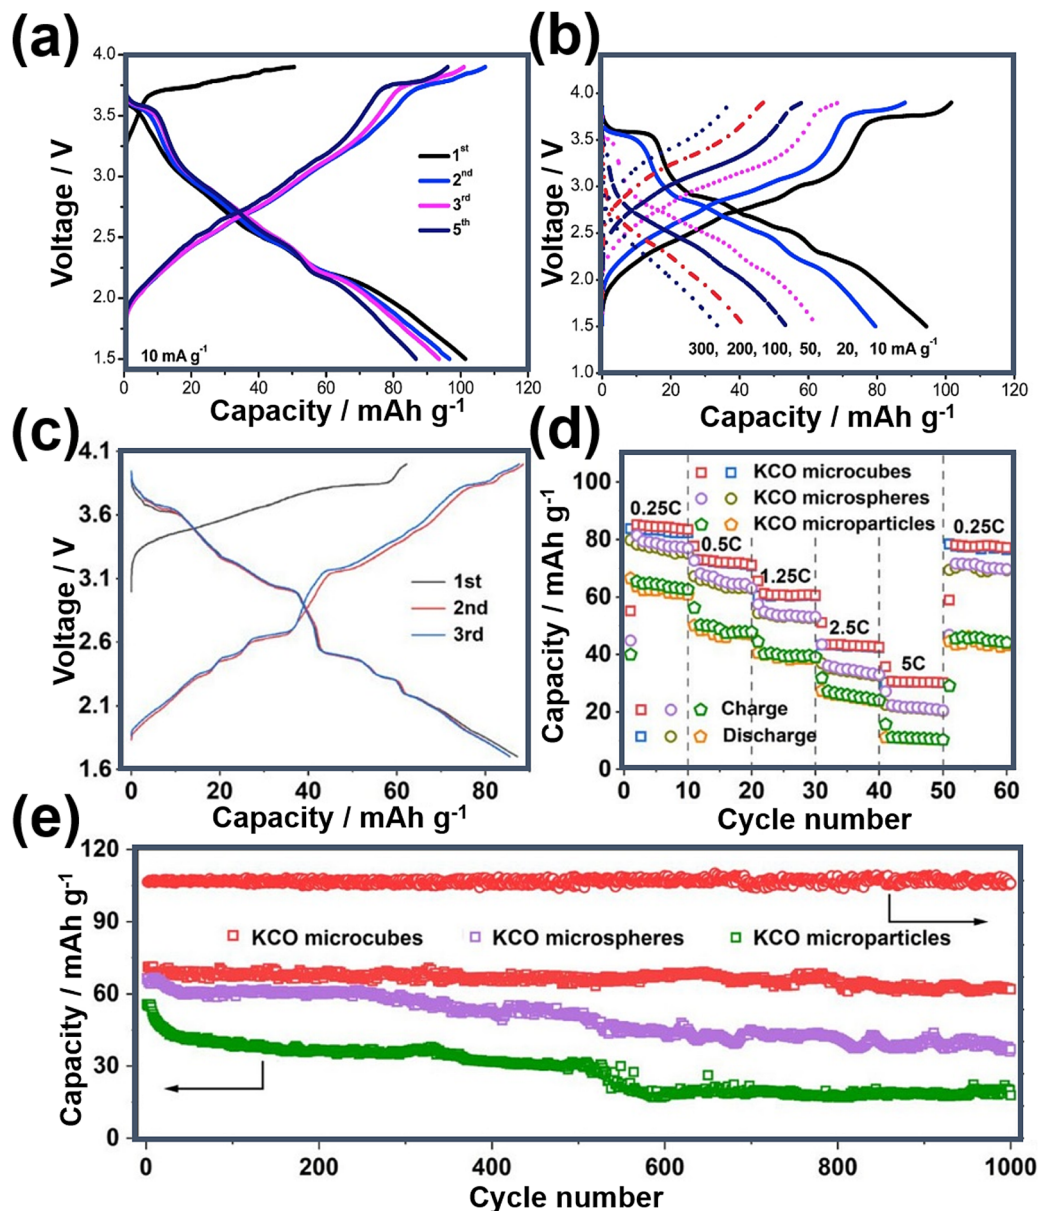 (a)
(b)
4.0
3.5
3.0
2.5
2.0
1.5
Voltage / V
1st
2nd
3rd
5th
10 mA g-1
0 20 40 60 80 100 120
Capacity / mAh g-1
4.0
3.5
3.0
2.5
2.0
1.5
1.0
Voltage / V
300, 200, 100, 50, 20, 10 mA g-1
0 20 40 60 80 100 120
Capacity / mAh g-1
(c)
(d)
4.1
3.6
3.1
2.6
2.1
1.6
Voltage / V
1st
2nd
3rd
0 20 40 60 80
Capacity / mAh g-1
100
80
60
40
20
0
Capacity / mAh g-1
KCO microcubes
KCO microspheres
KCO microparticles
0.25C
0.5C
1.25C
2.5C
5C
0.25C
Charge
Discharge
0 10 20 30 40 50 60
Cycle number
(e)
120
90
60
30
0
Capacity / mAh g-1
KCO microcubes KCO microspheres KCO microparticles
0 200 400 600 800 1000
Cycle number